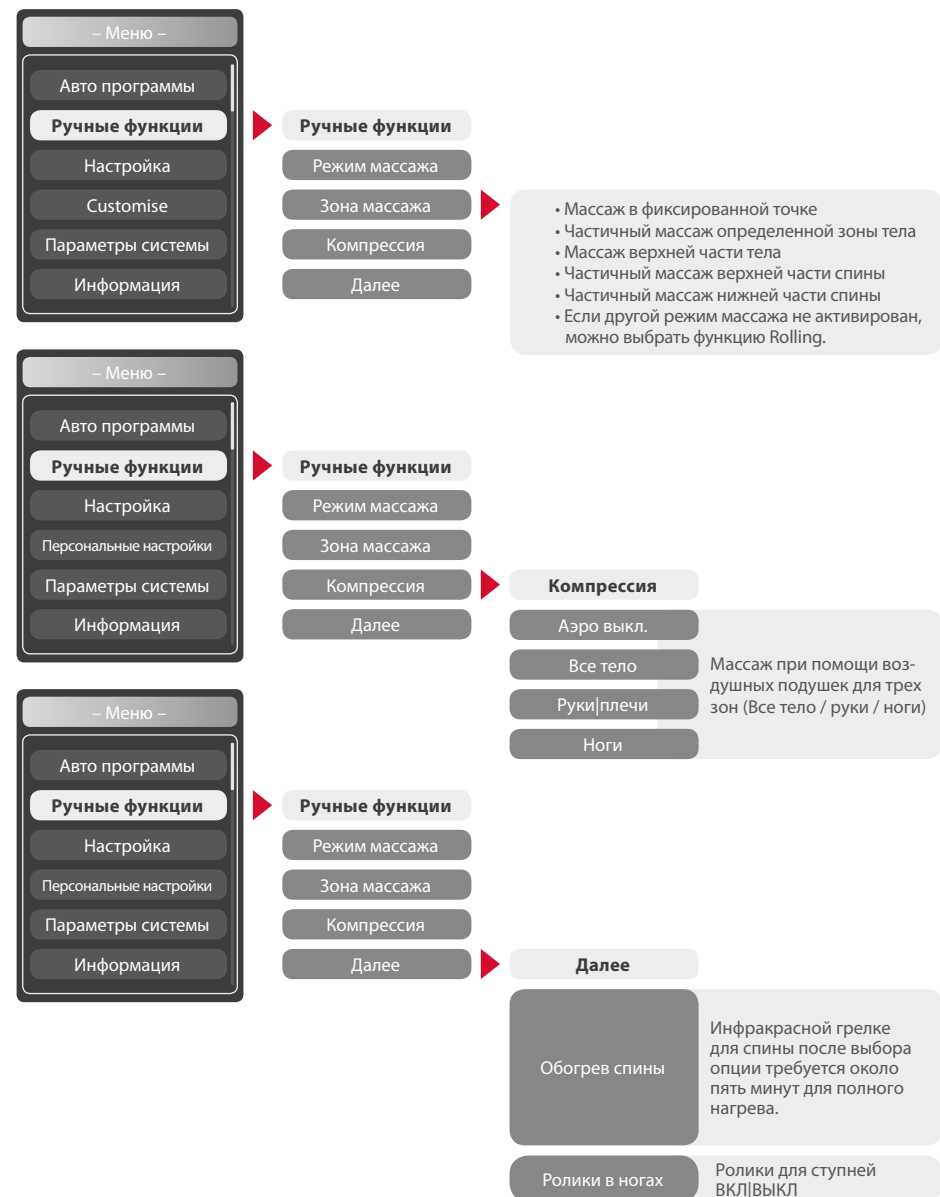 – Меню –
Авто программы
Ручные функции
Настройка
Customise
Параметры системы
Информация
Ручные функции
Режим массажа
Зона массажа
Компрессия
Далее
• Массаж в фиксированной точке
• Частичный массаж определенной зоны тела
• Массаж верхней части тела
• Частичный массаж верхней части спины
• Частичный массаж нижней части спины
• Если другой режим массажа не активирован,
можно выбрать функцию Rolling.
– Меню –
Авто программы
Ручные функции
Настройка
Персональные настройки
Параметры системы
Информация
Ручные функции
Режим массажа
Зона массажа
Компрессия
Далее
Компрессия
Аэро выкл.
Все тело
Руки|плечи
Ноги
Массаж при помощи воз-
душных подушек для трех
зон (Все тело / руки / ноги)
– Меню –
Авто программы
Ручные функции
Настройка
Персональные настройки
Параметры системы
Информация
Ручные функции
Режим массажа
Зона массажа
Компрессия
Далее
Далее
Обогрев спины
Инфракрасной грелке
для спины после выбора
опции требуется около
пять минут для полного
нагрева.
Ролики в ногах
Ролики для ступней
ВКЛ|ВЫКЛ